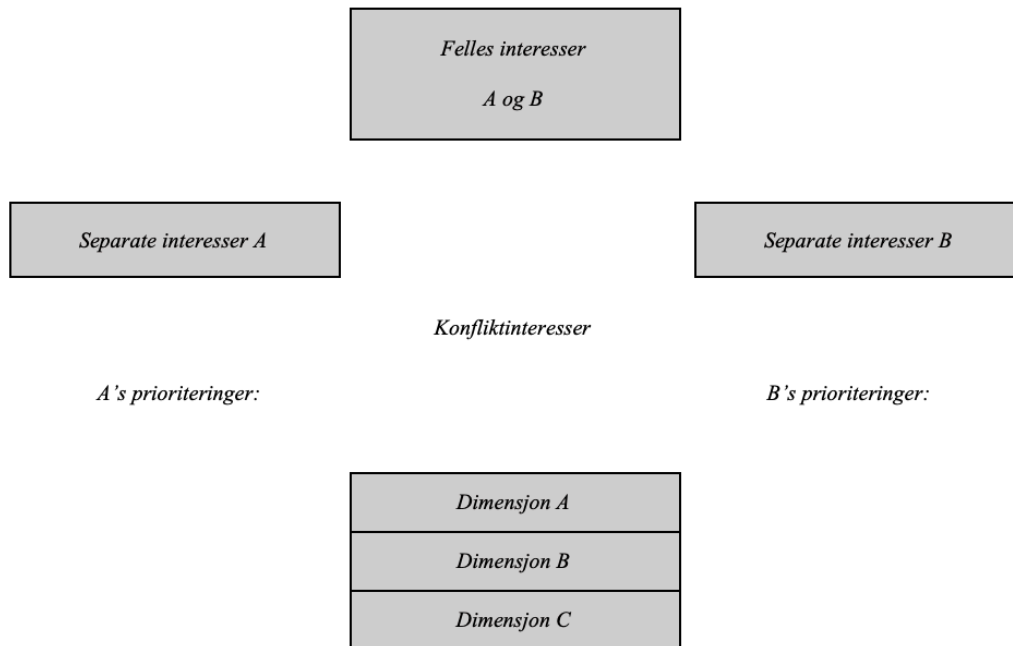 Felles interesser
A og B
Separate interesser A
Separate interesser B
Konfliktinteresser
A’s prioriteringer:
B’s prioriteringer:
Dimensjon A
Dimensjon B
Dimensjon C